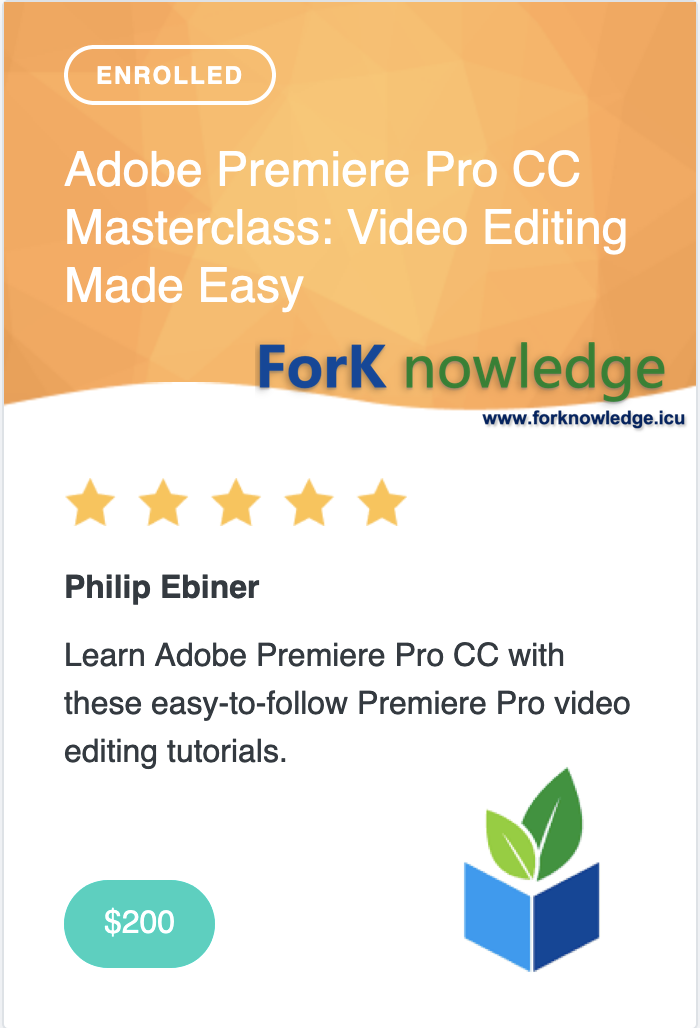 ENROLLED
Adobe Premiere Pro CC
Masterclass: Video Editing
Made Easy
ForK nowledge
www.forknowledge.icu
Philip Ebiner
Learn Adobe Premiere Pro CC with
these easy-to-follow Premiere Pro video
editing tutorials.
$200